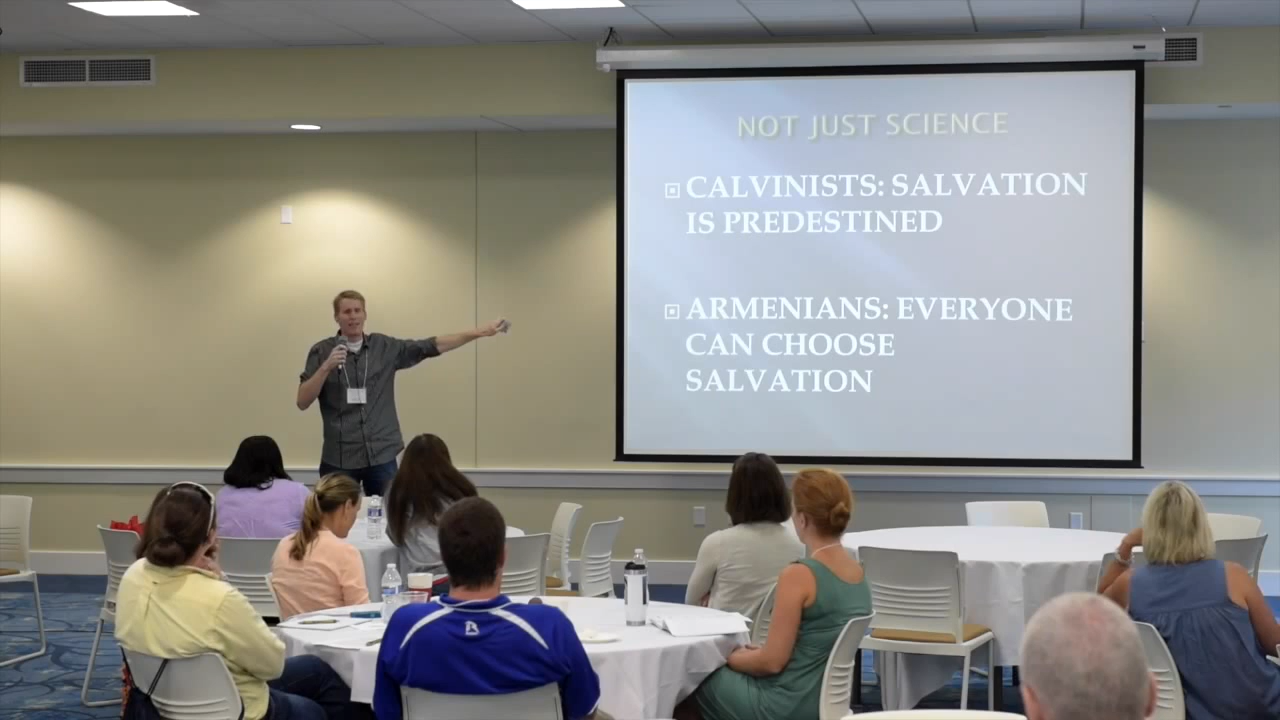 NOT JUST SCIENCE
CALVINISTS: SALVATION
IS PREDESTINED
ARMENIANS: EVERYONE
CAN CHOOSE
SALVATION